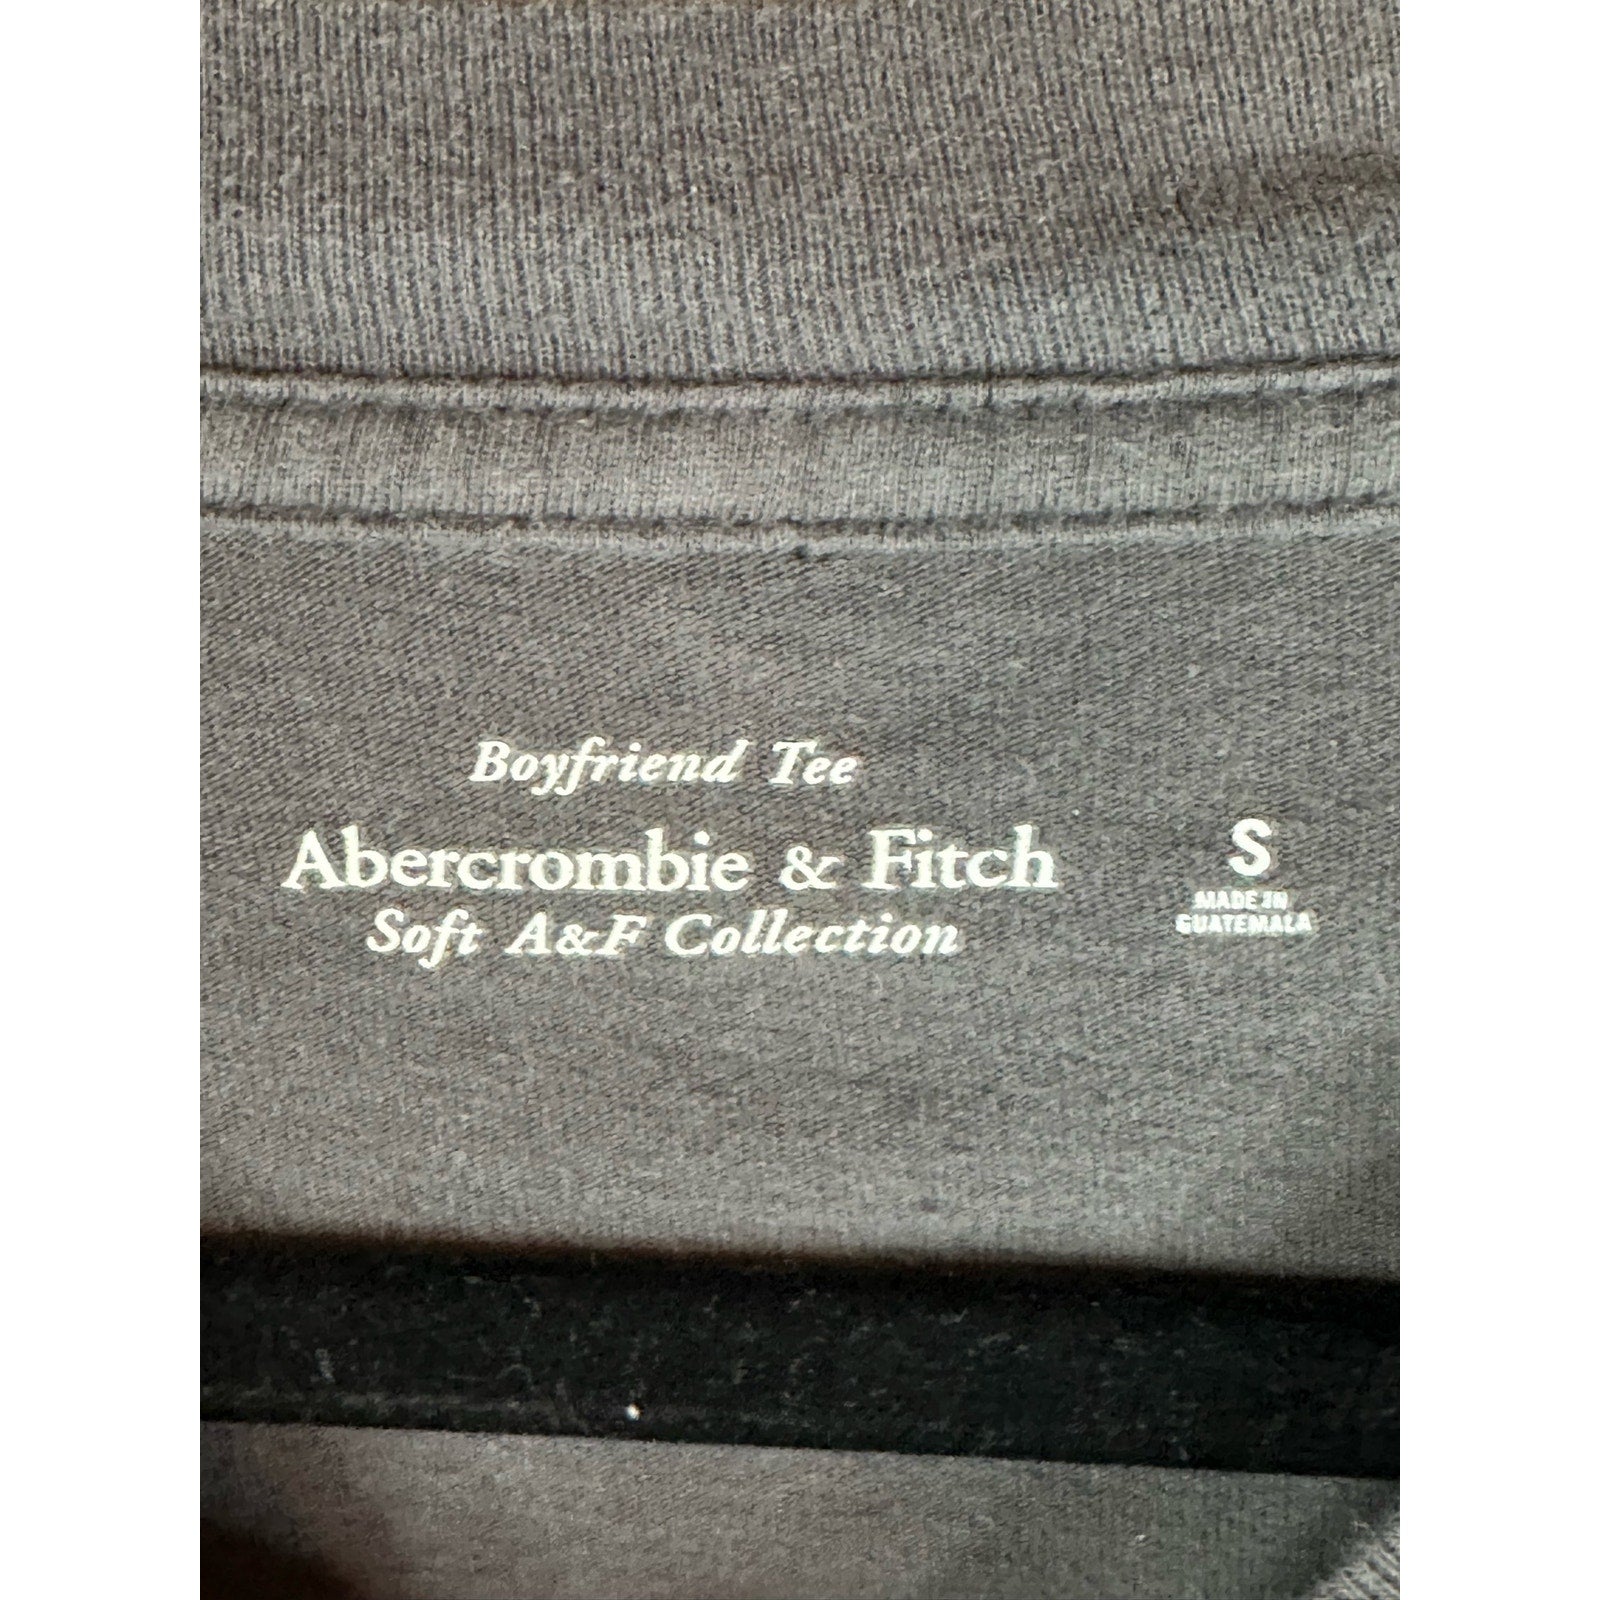 Boyfriend Tee
Abercrombie & Fitch
Soft A&F Collection
S
MADE IN
GUATEMALA